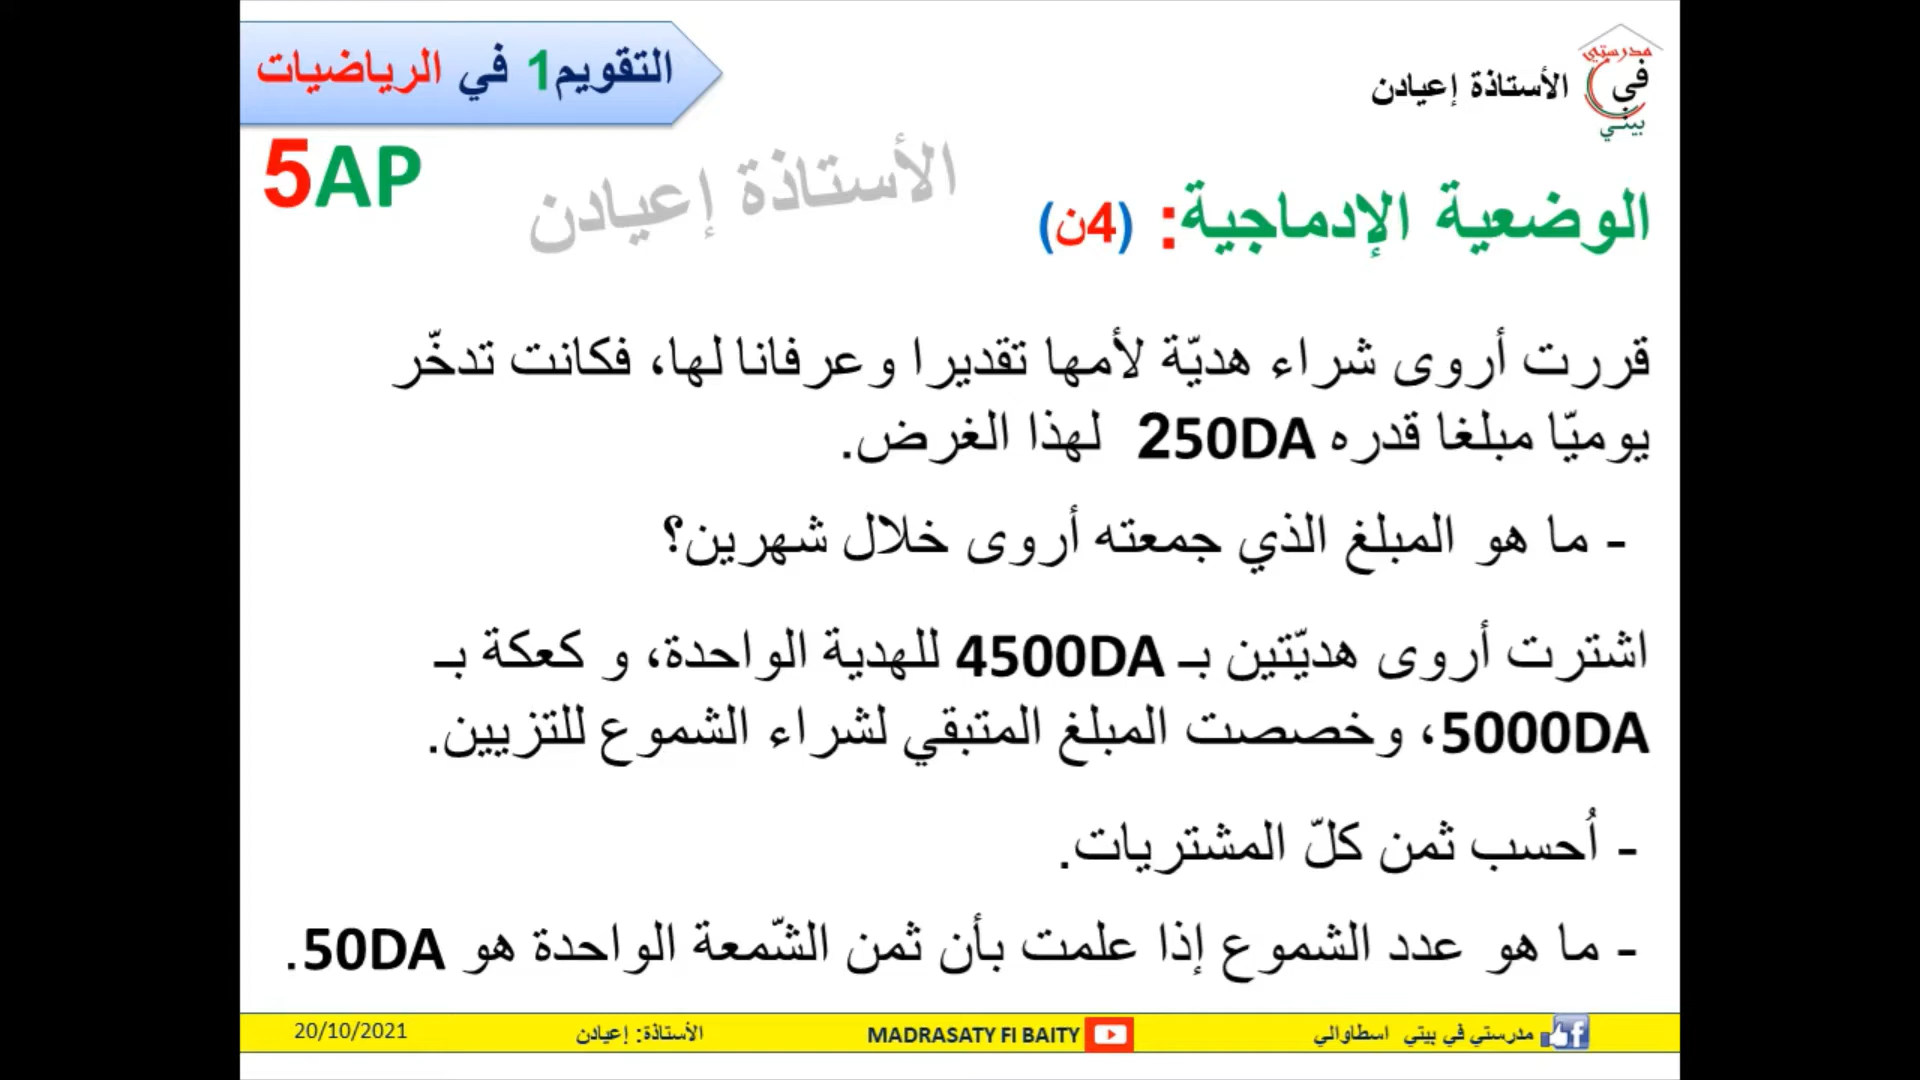 التقويم1 في الرياضيات
مدرستي
في
بيتي
الأستاذة إعيادن
5AP
الأستاذة إعيادن
الوضعية الإدماجية: (4ن)
قررت أروى شراء هديّة لأمها تقديرا وعرفانا لها، فكانت تدخّر
يوميّا مبلغا قدره 250DA لهذا الغرض.
- ما هو المبلغ الذي جمعته أروى خلال شهرين؟
اشترت أروى هديّتين بـ 4500DA للهدية الواحدة، و كعكة بـ
5000DA، وخصصت المبلغ المتبقي لشراء الشموع للتزيين.
- اُحسب ثمن كلّ المشتريات.
- ما هو عدد الشموع إذا علمت بأن ثمن الشّمعة الواحدة هو 50DA.
مدرستي في بيتي اسطاوالي
MADRASATY FI BAITY
الأستاذة: إعيادن
20/10/2021